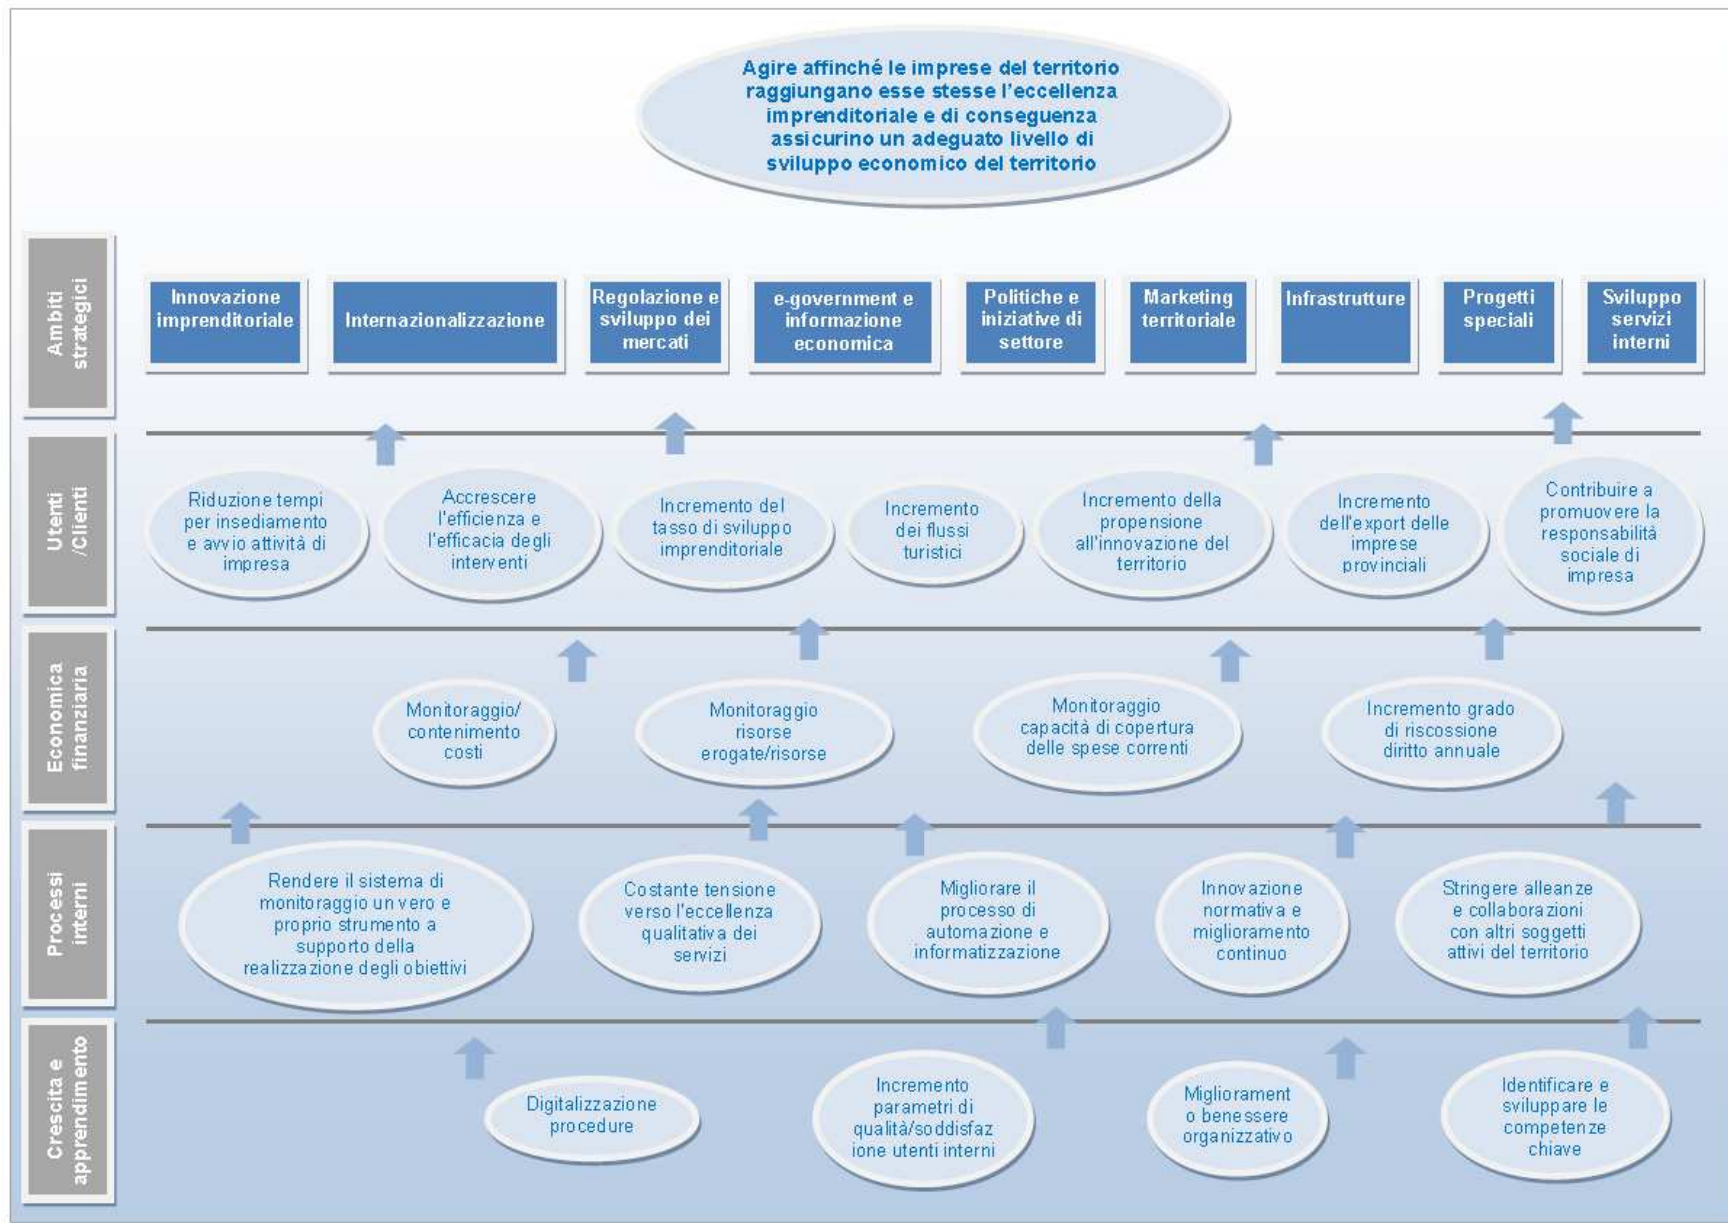 Agire affinché le imprese del territorio
raggiungano esse stesse l'eccellenza
imprenditoriale e di conseguenza
assicurino un adeguato livello di
sviluppo economico del territorio
Ambiti
strategici
Innovazione
imprenditoriale
Internazionalizzazione
Regolazione e
sviluppo dei
mercati
e-government e
informazione
economica
Politiche e
iniziative di
settore
Marketing
territoriale
Infrastrutture
Progetti
speciali
Sviluppo
servizi
interni
Utenti
/Clienti
Riduzione tempi
per insediamento
e avvio attività di
impresa
Accrescere
l'efficienza e
l'efficacia degli
interventi
Incremento del
tasso di sviluppo
imprenditoriale
Incremento
dei flussi
turistici
Incremento della
propensione
all'innovazione del
territorio
Incremento
dell'export delle
imprese
provinciali
Contribuire a
promuovere la
responsabilità
sociale di
impresa
Economica
finanziaria
Monitoraggio/
contenimento
costi
Monitoraggio
risorse
erogate/risorse
Monitoraggio
capacità di copertura
delle spese correnti
Incremento grado
di riscossione
diritto annuale
Processi
interni
Rendere il sistema di
monitoraggio un vero e
proprio strumento a
supporto della
realizzazione degli obiettivi
Costante tensione
verso l'eccellenza
qualitativa dei
servizi
Migliorare il
processo di
automazione e
informatizzazione
Innovazione
normativa e
miglioramento
continuo
Stringere alleanze
e collaborazioni
con altri soggetti
attivi del territorio
Crescita e
apprendimento
Digitalizzazione
procedure
Incremento
parametri di
qualità/soddisfaz
ione utenti interni
Migliorament
o benessere
organizzativo
Identificare e
sviluppare le
competenze
chiave